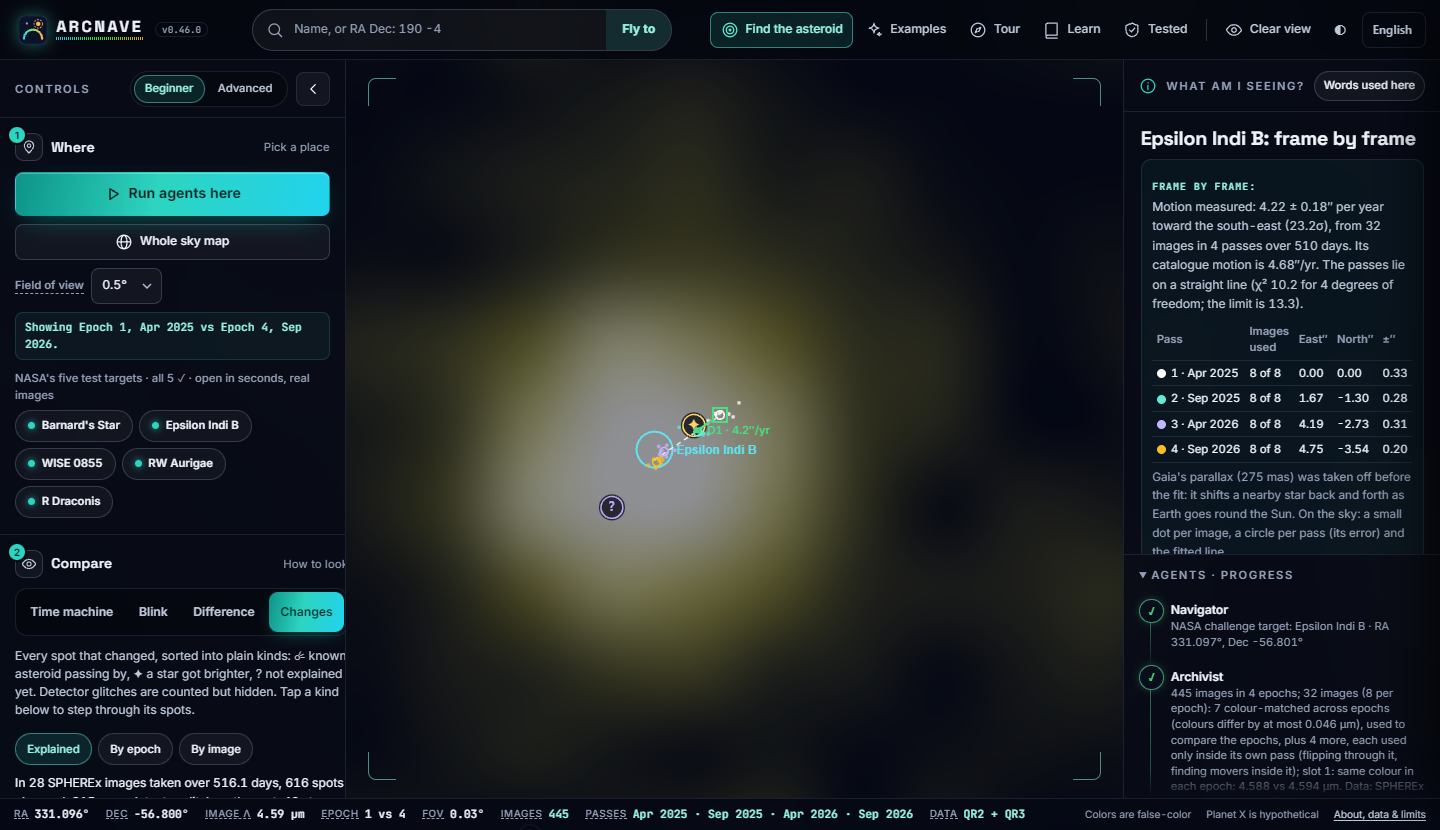 ARCNAVE
v0.46.0
Name, or RA Dec: 190 -4
Fly to
Find the asteroid
Examples
Tour
Learn
Tested
Clear view
English
CONTROLS
Beginner
Advanced
1
Where
Pick a place
Run agents here
Whole sky map
Field of view
0.5°
Showing Epoch 1, Apr 2025 vs Epoch 4, Sep
2026.
NASA's five test targets · all 5 ✓ · open in seconds, real
images
Barnard's Star
Epsilon Indi B
WISE 0855
RW Aurigae
R Draconis
2
Compare
How to look
Time machine
Blink
Difference
Changes
Every spot that changed, sorted into plain kinds: ☄ known
asteroid passing by, ✦ a star got brighter, ? not explained
yet. Detector glitches are counted but hidden. Tap a kind
below to step through its spots.
Explained
By epoch
By image
In 28 SPHEREx images taken over 516.1 days, 616 spots
D1 · 4.2″/yr
Epsilon Indi B
?
WHAT AM I SEEING?
Words used here
Epsilon Indi B: frame by frame
FRAME BY FRAME:
Motion measured: 4.22 ± 0.18″ per year
toward the south-east (23.2σ), from 32
images in 4 passes over 510 days. Its
catalogue motion is 4.68″/yr. The passes lie
on a straight line (χ² 10.2 for 4 degrees of
freedom; the limit is 13.3).
Pass Images used East″ North″ ±″
1 · Apr 2025 8 of 8 0.00 0.00 0.33
2 · Sep 2025 8 of 8 1.67 -1.30 0.28
3 · Apr 2026 8 of 8 4.19 -2.73 0.31
4 · Sep 2026 8 of 8 4.75 -3.54 0.20
Gaia's parallax (275 mas) was taken off before
the fit: it shifts a nearby star back and forth as
Earth goes round the Sun. On the sky: a small
dot per image, a circle per pass (its error) and
the fitted line.
▼ AGENTS · PROGRESS
✓ Navigator
NASA challenge target: Epsilon Indi B · RA
331.097°, Dec -56.801°
✓ Archivist
445 images in 4 epochs; 32 images (8 per
epoch): 7 colour-matched across epochs
(colours differ by at most 0.046 µm), used to
compare the epochs, plus 4 more, each used
only inside its own pass (flipping through it,
finding movers inside it); slot 1: same colour in
each epoch: 4.588 vs 4.594 µm. Data: SPHEREx
RA 331.096° DEC -56.800° IMAGE Λ 4.59 µm EPOCH 1 vs 4 FOV 0.03° IMAGES 445 PASSES Apr 2025 · Sep 2025 · Apr 2026 · Sep 2026 DATA QR2 + QR3
Colors are false-color Planet X is hypothetical About, data & limits